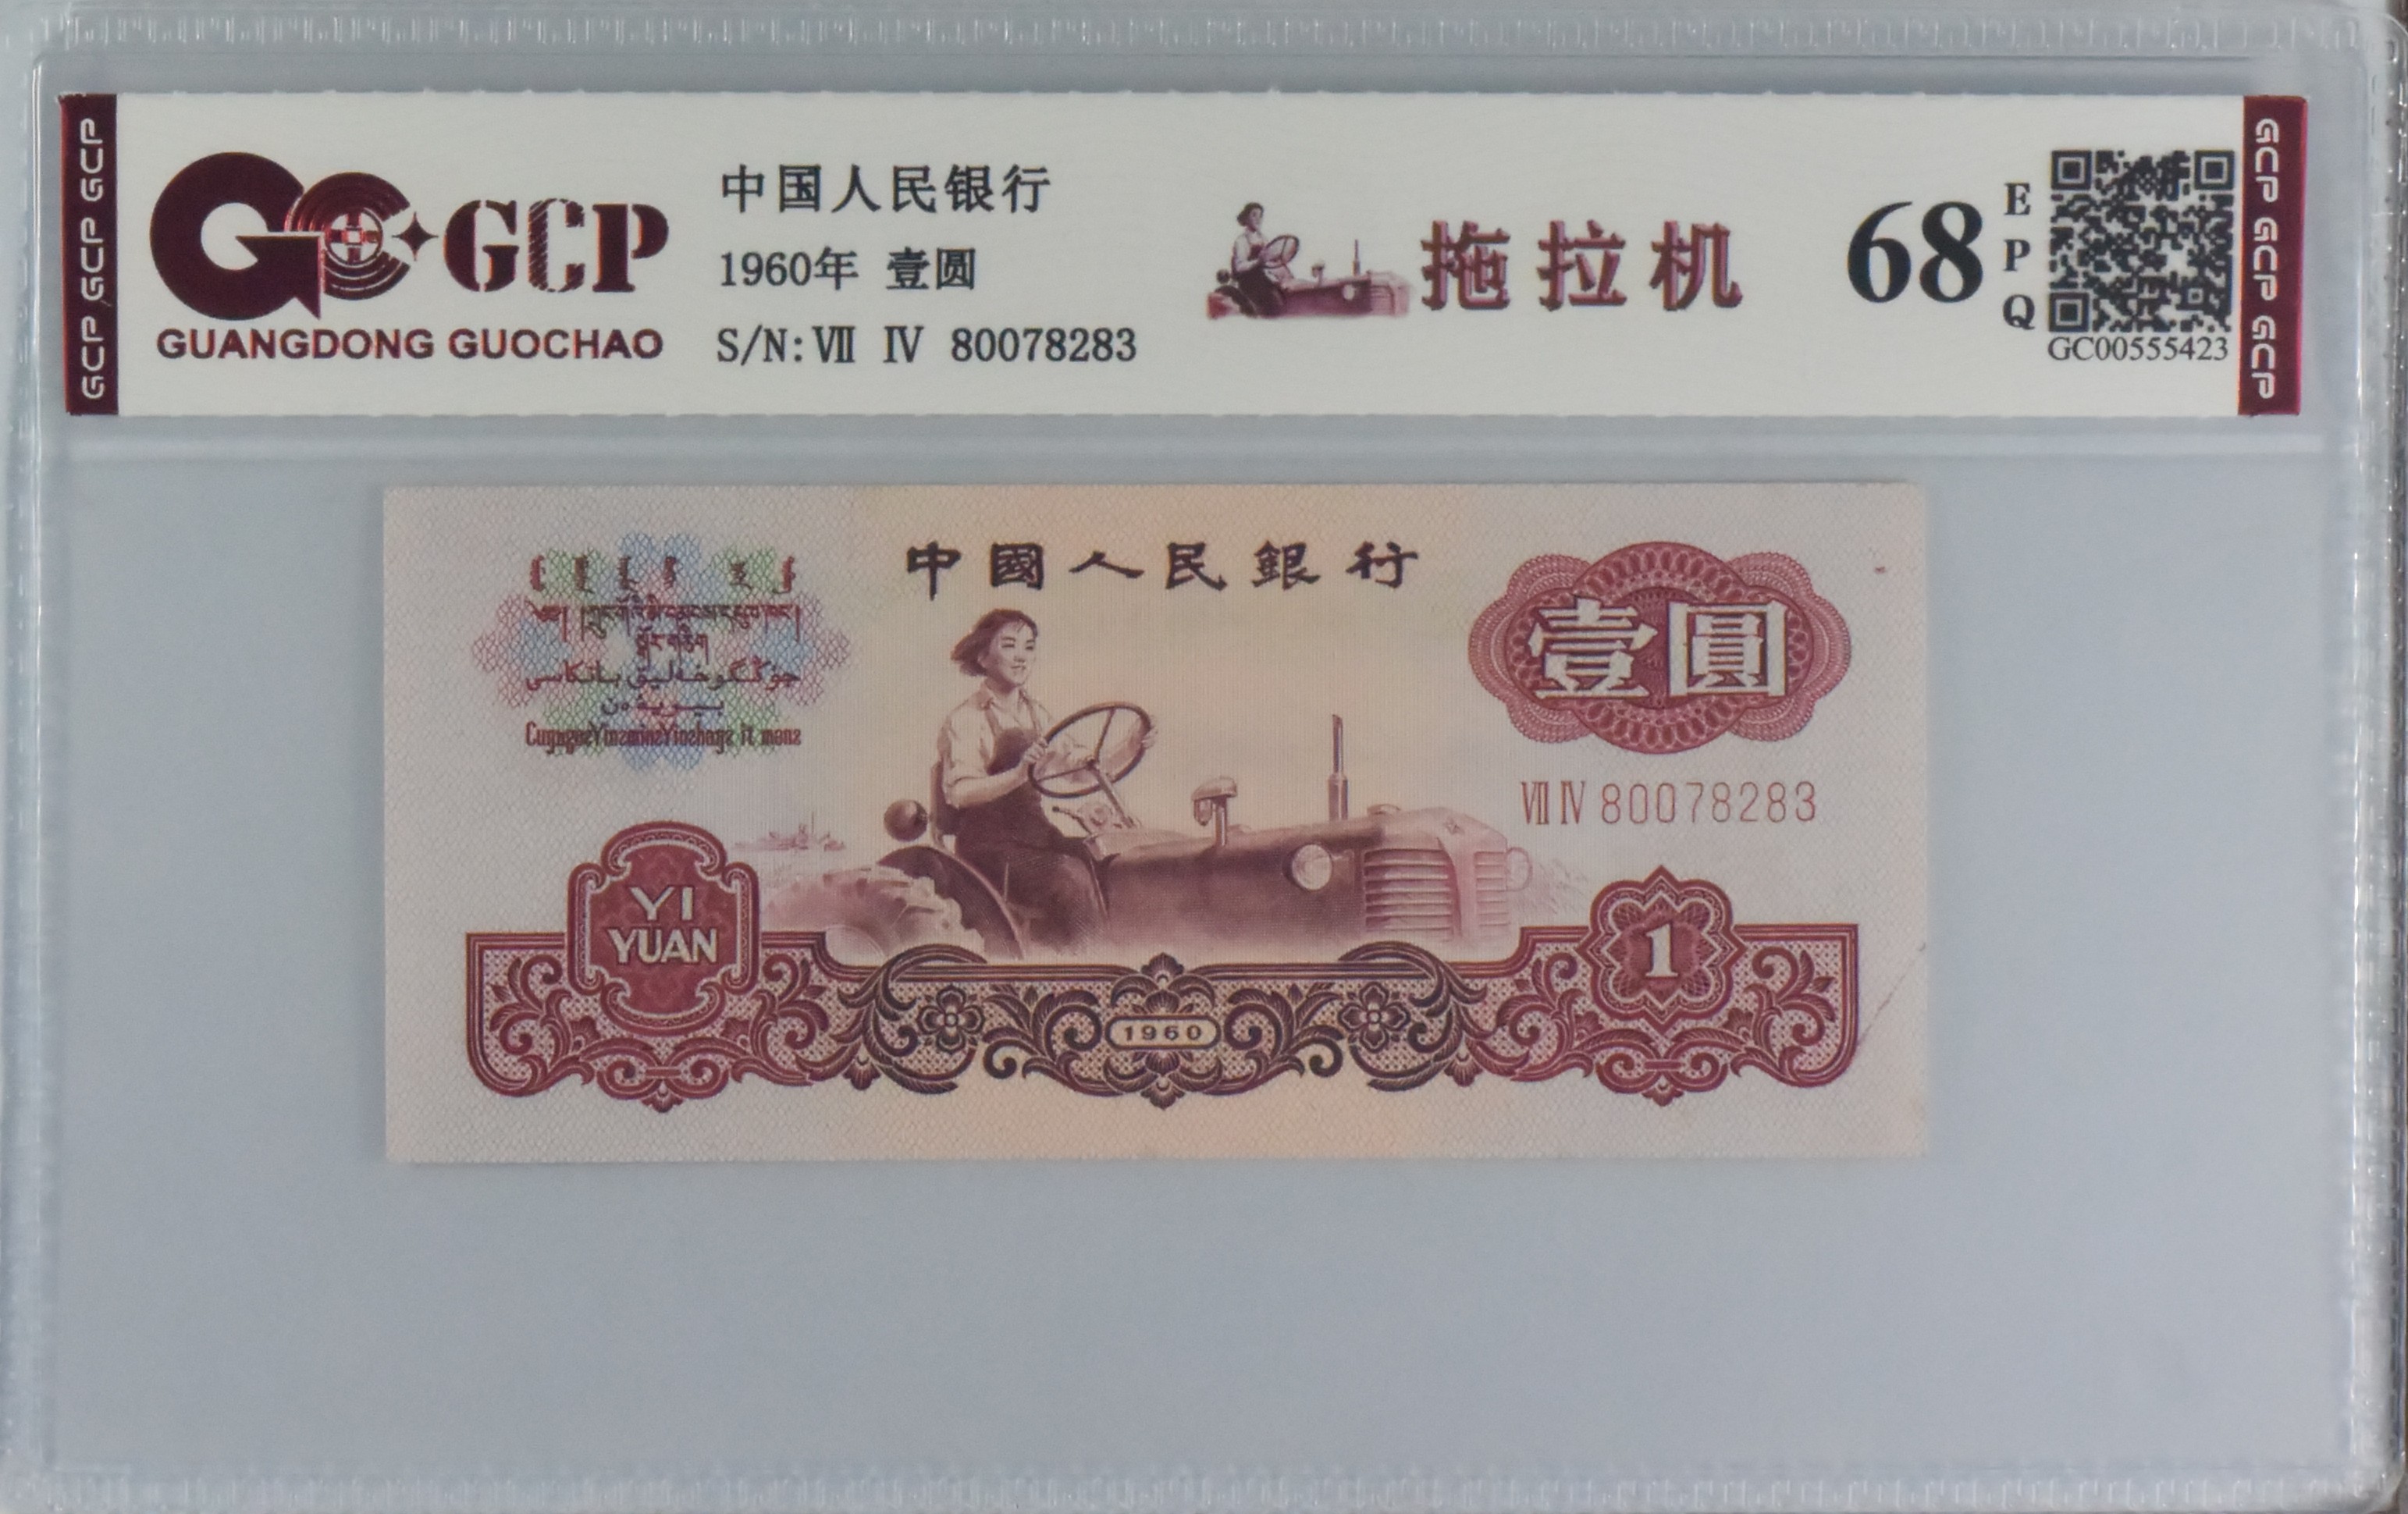 GCP GCP GCP
GCP
GUANGDONG GUOCHAO
中国人民银行
1960年 壹圆
S/N: Ⅶ Ⅳ 80078283
拖拉机
68
E
P
Q
GC00555423
GCP GCP GCP
中國人民銀行
壹圓
Ⅶ Ⅳ 80078283
YI
YUAN
1960
1